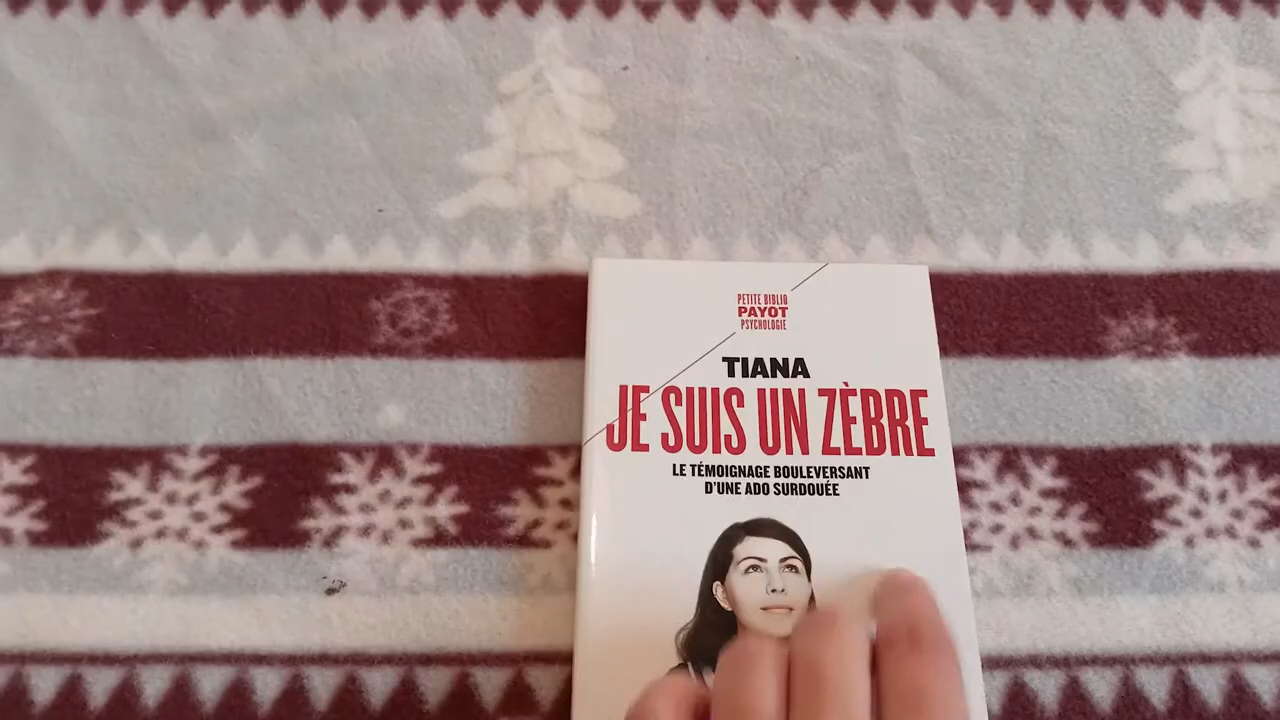 PETITE BIBLIO
PAYOT
PSYCHOLOGIE
TIANA
JE SUIS UN ZÈBRE
LE TÉMOIGNAGE BOULEVERSANT
D'UNE ADO SURDOUÉE